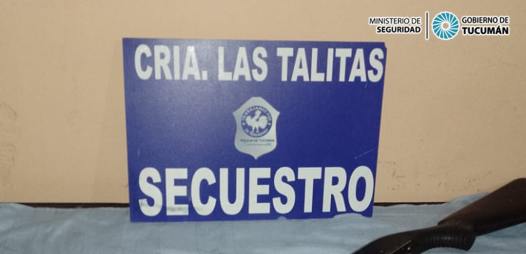 MINISTERIO DE
SEGURIDAD
GOBIERNO DE
TUCUMÁN
CRIA. LAS TALITAS
SECUESTRO